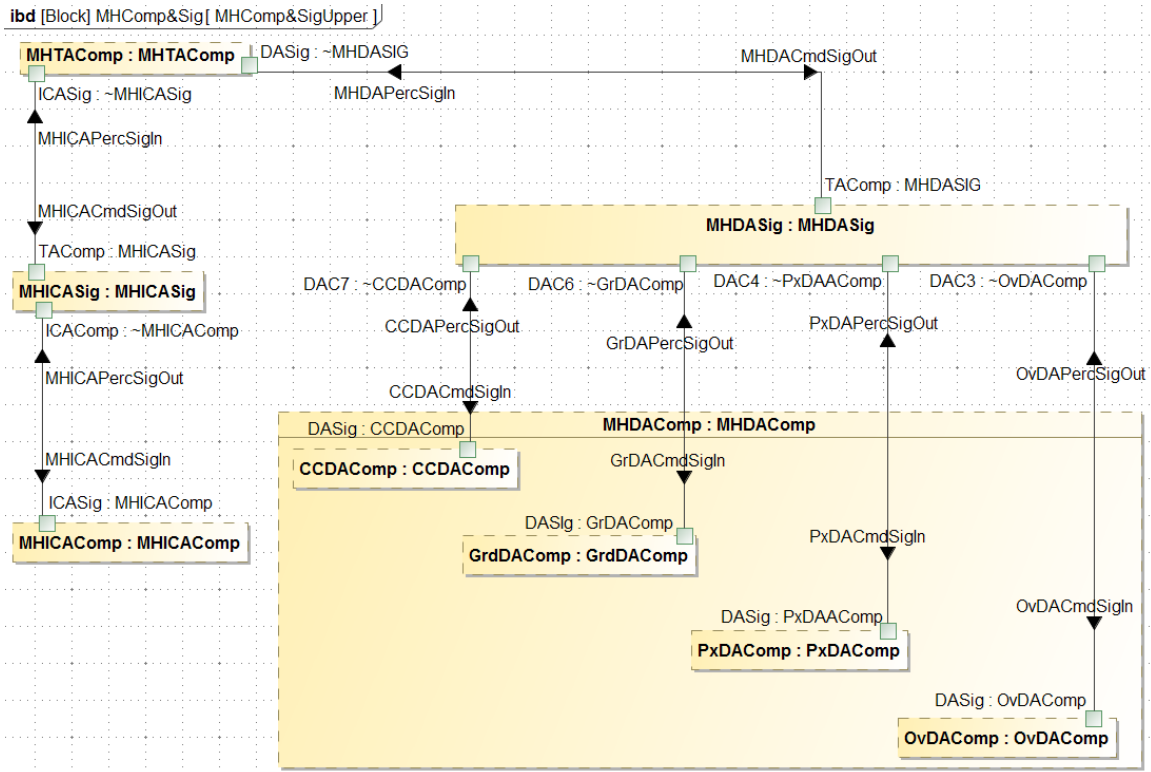 ibd [Block] MHComp&Sig[ MHComp&SigUpper ]
MHTAComp : MHTAComp
DASig : ~MHDASIG
MHDACmdSigOut
MHDAPercSigIn
ICASig : ~MHICASig
MHICAPercSigIn
MHICACmdSigOut
TAComp : MHDASIG
MHDASig : MHDASig
TAComp : MHICASig
MHICASig : MHICASig
DAC7 : ~CCDAComp
DAC6 : ~GrDAComp
DAC4 : ~PxDAAComp
DAC3 : ~OvDAComp
ICAComp : ~MHICAComp
CCDAPercSigOut
GrDAPercSigOut
PxDAPercSigOut
OvDAPercSigOut
MHICAPercSigOut
CCDACmdSigIn
MHDAComp : MHDAComp
DASig : CCDAComp
MHICACmdSigIn
CCDAComp : CCDAComp
GrDACmdSigIn
ICASig : MHICAComp
MHICAComp : MHICAComp
DASIg : GrDAComp
GrdDAComp : GrdDAComp
PxDACmdSigIn
DASig : PxDAAComp
PxDAComp : PxDAComp
OvDACmdSigIn
DASig : OvDAComp
OvDAComp : OvDAComp